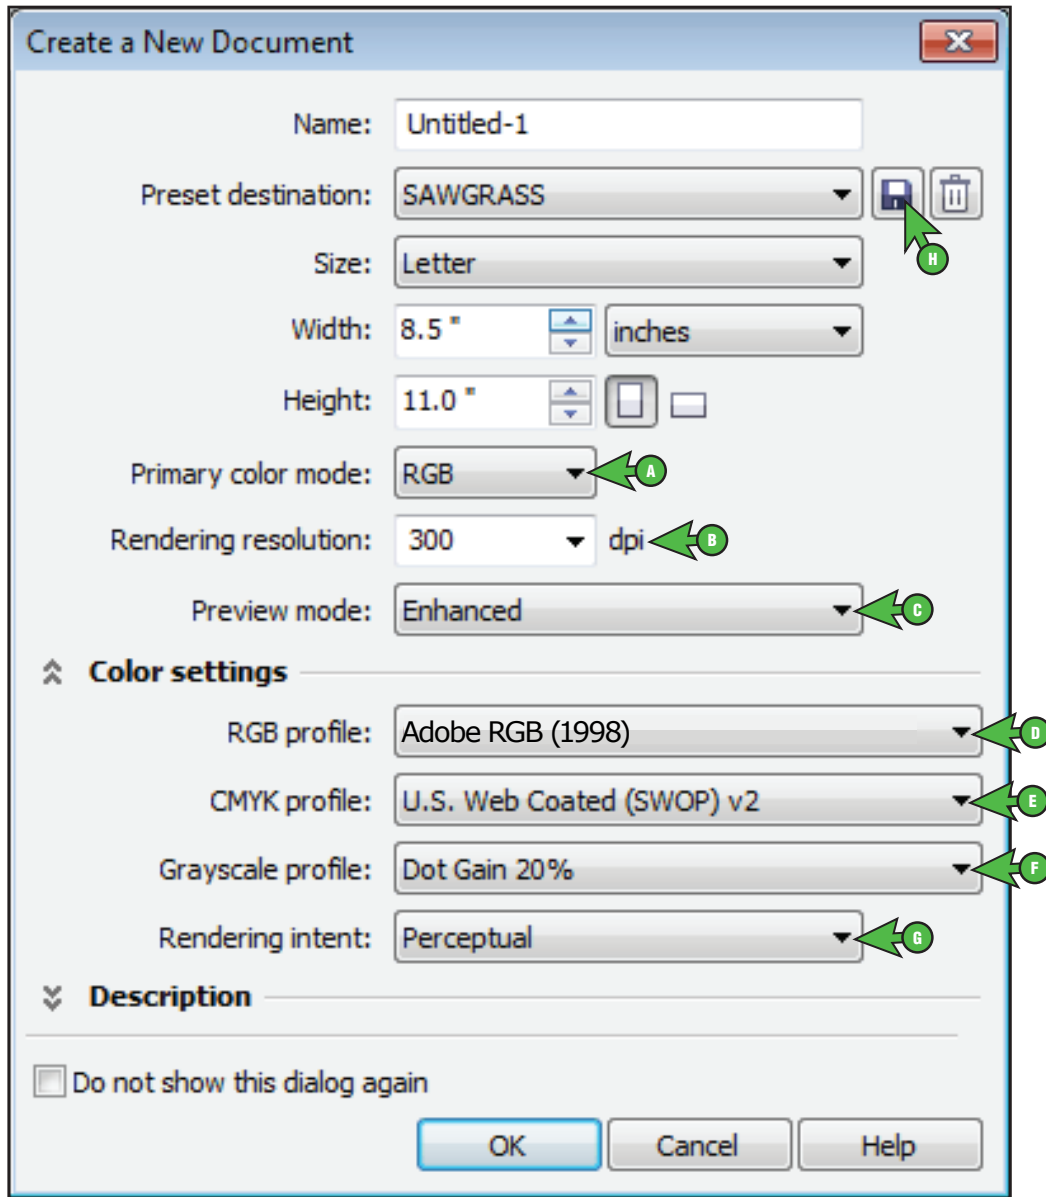 Create a New Document
Name: Untitled-1
Preset destination: SAWGRASS
H
Size: Letter
Width: 8.5 " inches
Height: 11.0 "
Primary color mode: RGB A
Rendering resolution: 300 dpi B
Preview mode: Enhanced C
Color settings
RGB profile: Adobe RGB (1998) D
CMYK profile: U.S. Web Coated (SWOP) v2 E
Grayscale profile: Dot Gain 20% F
Rendering intent: Perceptual G
Description
Do not show this dialog again
OK Cancel Help